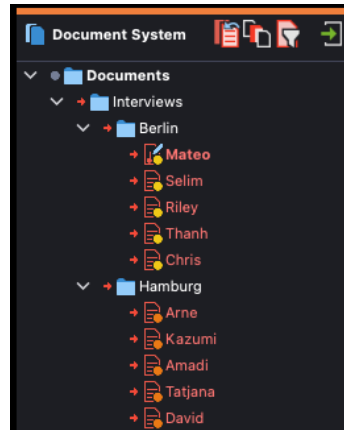 Document System
Documents
Interviews
Berlin
Mateo
Selim
Riley
Thanh
Chris
Hamburg
Arne
Kazumi
Amadi
Tatjana
David